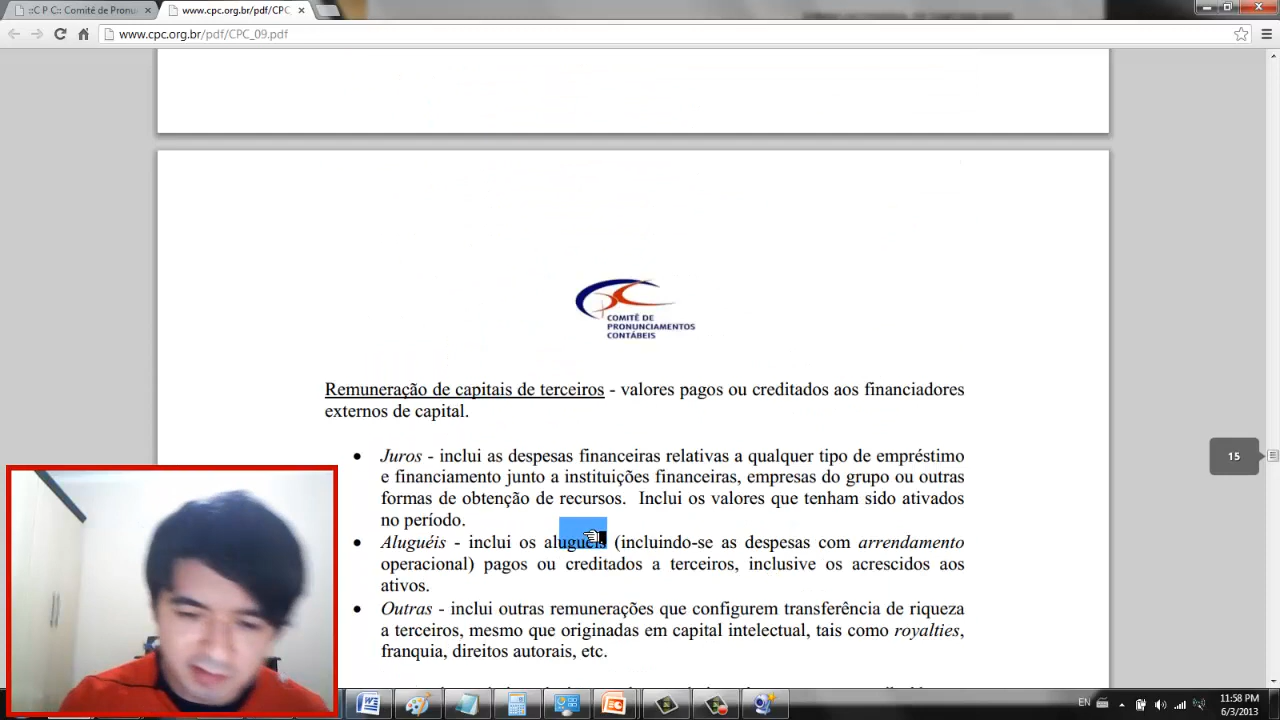 ::C P C:: Comitê de Pronu
www.cpc.org.br/pdf/CPC_
www.cpc.org.br/pdf/CPC_09.pdf
COMITÊ DE
PRONUNCIAMENTOS
CONTÁBEIS
Remuneração de capitais de terceiros - valores pagos ou creditados aos financiadores
externos de capital.
• Juros - inclui as despesas financeiras relativas a qualquer tipo de empréstimo
e financiamento junto a instituições financeiras, empresas do grupo ou outras
formas de obtenção de recursos. Inclui os valores que tenham sido ativados
no período.
• Aluguéis - inclui os aluguéis (incluindo-se as despesas com arrendamento
operacional) pagos ou creditados a terceiros, inclusive os acrescidos aos
ativos.
• Outras - inclui outras remunerações que configurem transferência de riqueza
a terceiros, mesmo que originadas em capital intelectual, tais como royalties,
franquia, direitos autorais, etc.
15
EN
11:58 PM
6/3/2013